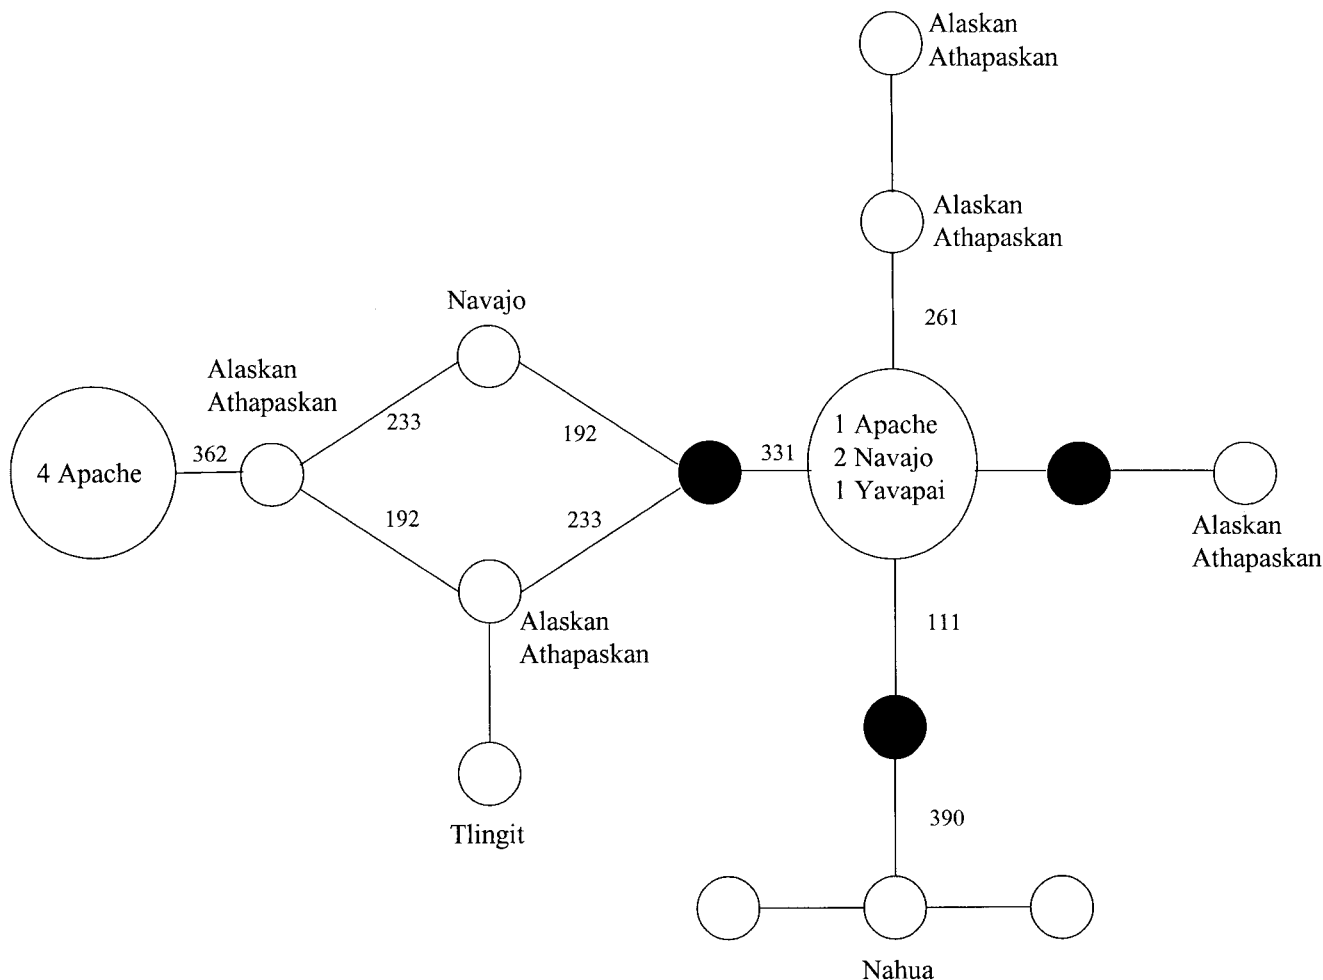 Alaskan
Athapaskan
Alaskan
Athapaskan
261
Navajo
Alaskan
Athapaskan
233
192
362
4 Apache
331
1 Apache
2 Navajo
1 Yavapai
192
233
Alaskan
Athapaskan
Alaskan
Athapaskan
111
Tlingit
390
Nahua